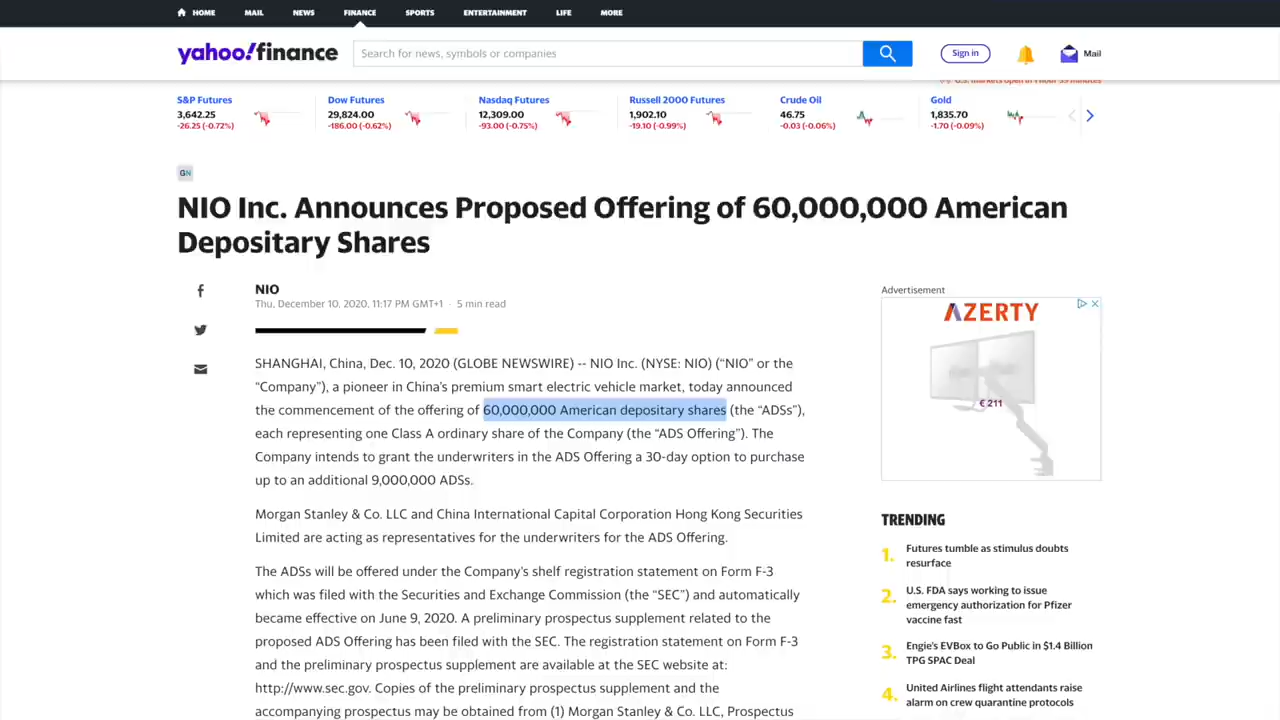 HOME MAIL NEWS FINANCE SPORTS ENTERTAINMENT LIFE MORE
yahoo!finance
Search for news, symbols or companies
Sign in
Mail
U.S. markets open in 1 hour 59 minutes
S&P Futures
3,642.25
-26.25 (-0.72%)
Dow Futures
29,824.00
-186.00 (-0.62%)
Nasdaq Futures
12,309.00
-93.00 (-0.75%)
Russell 2000 Futures
1,902.10
-19.10 (-0.99%)
Crude Oil
46.75
-0.03 (-0.06%)
Gold
1,835.70
-1.70 (-0.09%)
GN
NIO Inc. Announces Proposed Offering of 60,000,000 American
Depositary Shares
NIO
Thu, December 10, 2020, 11:17 PM GMT+1 · 5 min read
SHANGHAI, China, Dec. 10, 2020 (GLOBE NEWSWIRE) -- NIO Inc. (NYSE: NIO) (“NIO” or the
“Company”), a pioneer in China’s premium smart electric vehicle market, today announced
the commencement of the offering of 60,000,000 American depositary shares (the “ADSs”),
each representing one Class A ordinary share of the Company (the “ADS Offering”). The
Company intends to grant the underwriters in the ADS Offering a 30-day option to purchase
up to an additional 9,000,000 ADSs.
Morgan Stanley & Co. LLC and China International Capital Corporation Hong Kong Securities
Limited are acting as representatives for the underwriters for the ADS Offering.
The ADSs will be offered under the Company’s shelf registration statement on Form F-3
which was filed with the Securities and Exchange Commission (the “SEC”) and automatically
became effective on June 9, 2020. A preliminary prospectus supplement related to the
proposed ADS Offering has been filed with the SEC. The registration statement on Form F-3
and the preliminary prospectus supplement are available at the SEC website at:
http://www.sec.gov. Copies of the preliminary prospectus supplement and the
accompanying prospectus may be obtained from (1) Morgan Stanley & Co. LLC, Prospectus
Advertisement
AZERTY
€ 211
TRENDING
1. Futures tumble as stimulus doubts
resurface
2. U.S. FDA says working to issue
emergency authorization for Pfizer
vaccine fast
3. Engie's EVBox to Go Public in $1.4 Billion
TPG SPAC Deal
4. United Airlines flight attendants raise
alarm on crew quarantine protocols